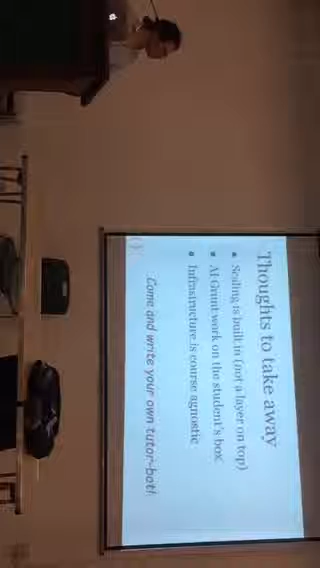 Thoughts to take away
Scaling is built in (not a layer on top)
AI Grunt work on the student's box
Infrastructure is course agnostic
Come and write your own tutor-bot!